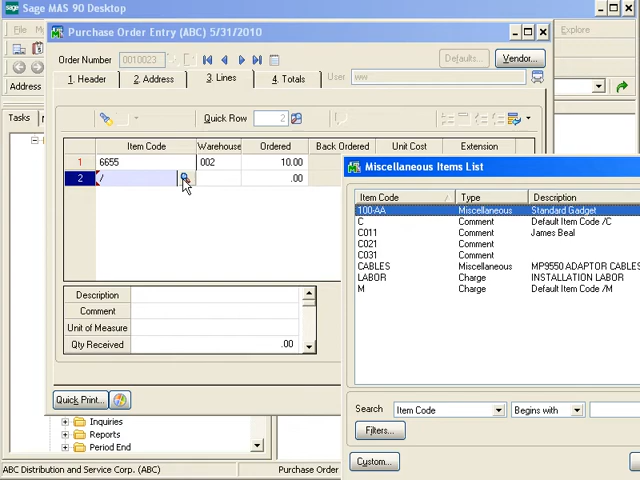 Sage MAS 90 Desktop
Purchase Order Entry (ABC) 5/31/2010
File
Explore
Order Number 0010023 Defaults... Vendor...
Address
1. Header 2. Address 3. Lines 4. Totals User
Tasks
Quick Row 2
Item Code Warehouse Ordered Back Ordered Unit Cost Extension
1 6655 002 10.00
2 / .00
Miscellaneous Items List
Item Code / Type Description
100-AA Miscellaneous Standard Gadget
C Comment Default Item Code /C
C011 Comment James Beal
C021 Comment
C031 Comment
CABLES Miscellaneous MP9550 ADAPTOR CABLES
LABOR Charge INSTALLATION LABOR
M Charge Default Item Code /M
Description
Comment
Unit of Measure
Qty Received .00
Search Item Code Begins with
Filters...
Custom...
Quick Print...
Inquiries
Reports
Period End
ABC Distribution and Service Corp. (ABC) Purchase Order